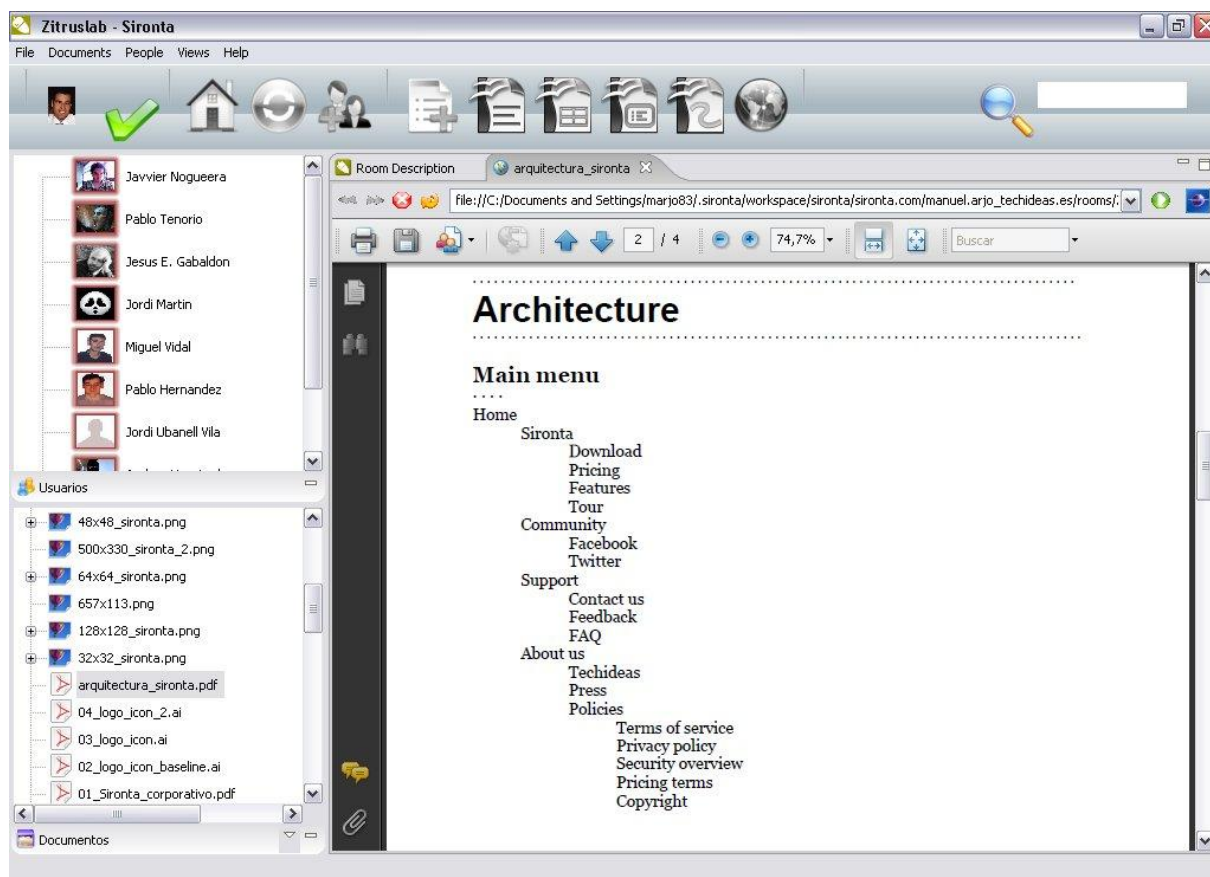 Zitruslab - Sironta
File Documents People Views Help
Javvier Nogueera
Pablo Tenorio
Jesus E. Gabaldon
Jordi Martin
Miguel Vidal
Pablo Hernandez
Jordi Ubanell Vila
Usuarios
48x48_sironta.png
500x330_sironta_2.png
64x64_sironta.png
657x113.png
128x128_sironta.png
32x32_sironta.png
arquitectura_sironta.pdf
04_logo_icon_2.ai
03_logo_icon.ai
02_logo_icon_baseline.ai
01_Sironta_corporativo.pdf
Documentos
Room Description arquitectura_sironta
file://C:/Documents and Settings/marjo83/.sironta/workspace/sironta/sironta.com/manuel.arjo_techideas.es/rooms/
2 / 4 74,7% Buscar
Architecture
Main menu
Home
Sironta
Download
Pricing
Features
Tour
Community
Facebook
Twitter
Support
Contact us
Feedback
FAQ
About us
Techideas
Press
Policies
Terms of service
Privacy policy
Security overview
Pricing terms
Copyright